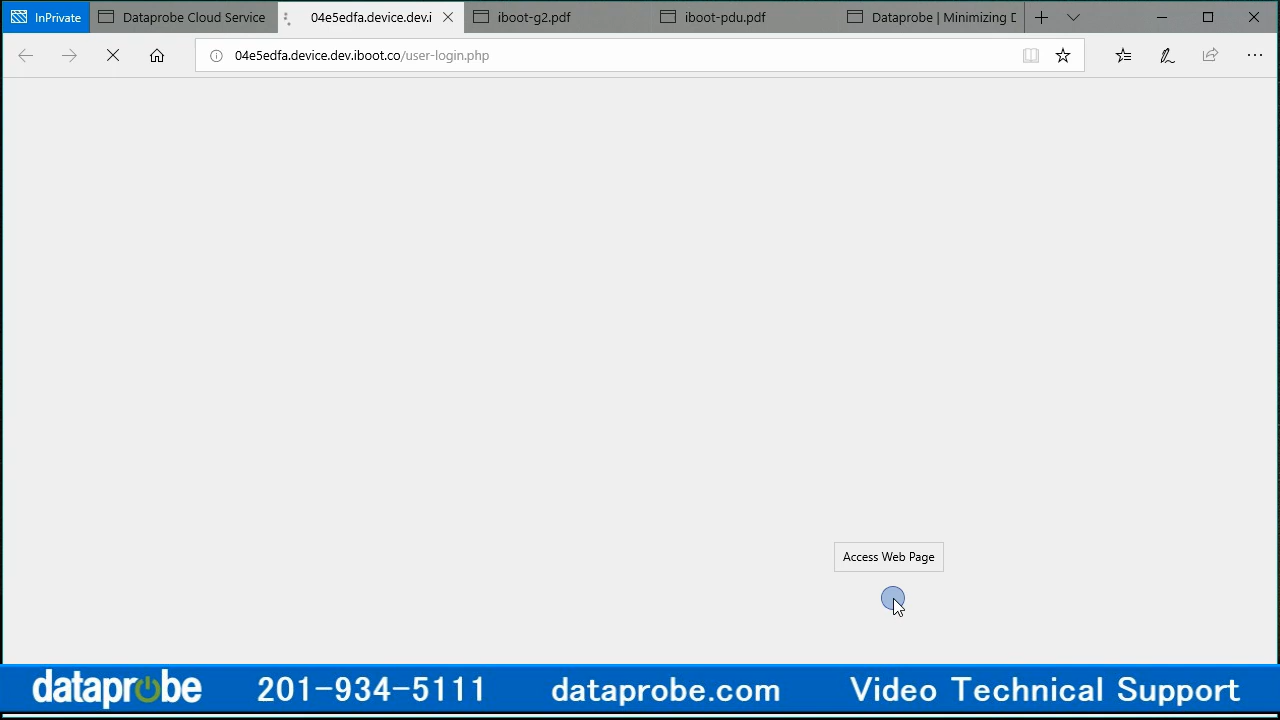 InPrivate
Dataprobe Cloud Service
04e5edfa.device.dev.i
iboot-g2.pdf
iboot-pdu.pdf
Dataprobe | Minimizing D
04e5edfa.device.dev.iboot.co/user-login.php
Access Web Page
dataprobe
201-934-5111
dataprobe.com
Video Technical Support